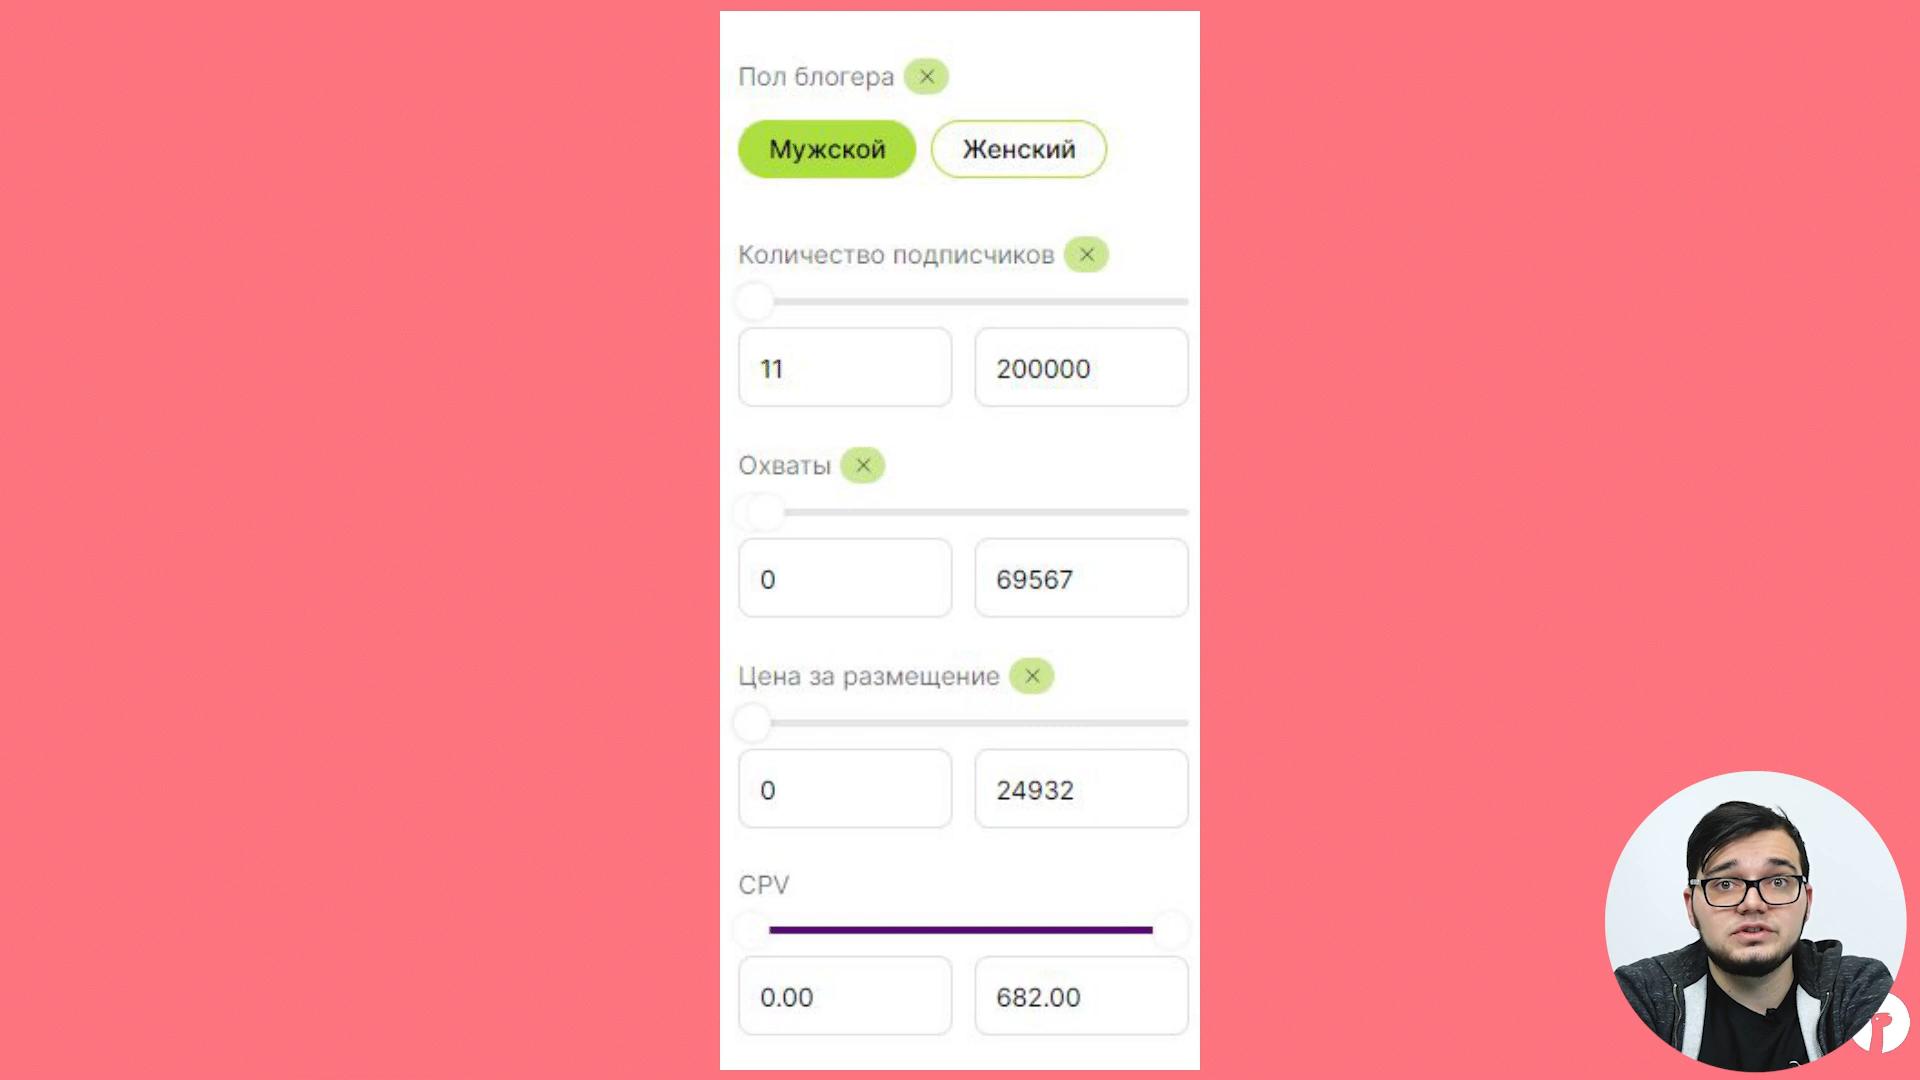 Пол блогера
Мужской Женский
Количество подписчиков
11 200000
Охваты
0 69567
Цена за размещение
0 24932
CPV
0.00 682.00